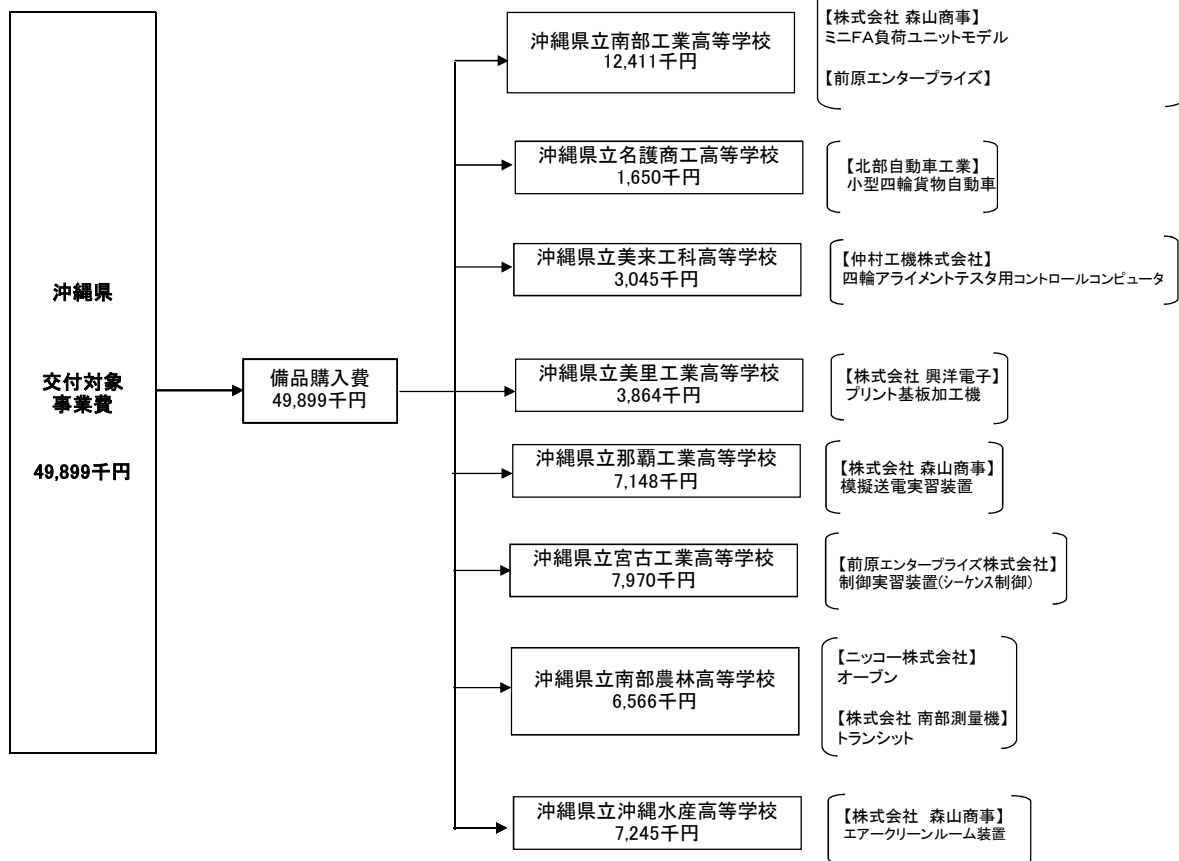 沖縄県
交付対象
事業費
49,899千円
備品購入費
49,899千円
沖縄県立南部工業高等学校
12,411千円
【株式会社 森山商事】
ミニFA負荷ユニットモデル
【前原エンタープライズ】
沖縄県立名護商工高等学校
1,650千円
【北部自動車工業】
小型四輪貨物自動車
沖縄県立美来工科高等学校
3,045千円
【仲村工機株式会社】
四輪アライメントテスタ用コントロールコンピュータ
沖縄県立美里工業高等学校
3,864千円
【株式会社 興洋電子】
プリント基板加工機
沖縄県立那覇工業高等学校
7,148千円
【株式会社 森山商事】
模擬送電実習装置
沖縄県立宮古工業高等学校
7,970千円
【前原エンタープライズ株式会社】
制御実習装置(シーケンス制御)
沖縄県立南部農林高等学校
6,566千円
【ニッコー株式会社】
オーブン
【株式会社 南部測量機】
トランシット
沖縄県立沖縄水産高等学校
7,245千円
【株式会社 森山商事】
エアークリーンルーム装置